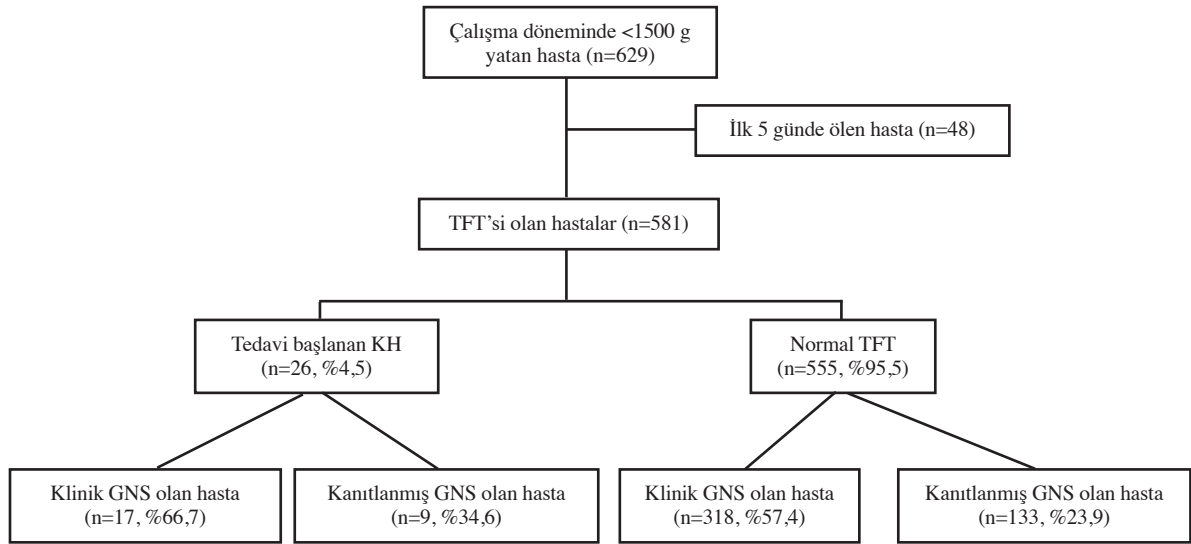 Çalışma döneminde <1500 g
yatan hasta (n=629)
İlk 5 günde ölen hasta (n=48)
TFT’si olan hastalar (n=581)
Tedavi başlanan KH
(n=26, %4,5)
Normal TFT
(n=555, %95,5)
Klinik GNS olan hasta
(n=17, %66,7)
Kanıtlanmış GNS olan hasta
(n=9, %34,6)
Klinik GNS olan hasta
(n=318, %57,4)
Kanıtlanmış GNS olan hasta
(n=133, %23,9)